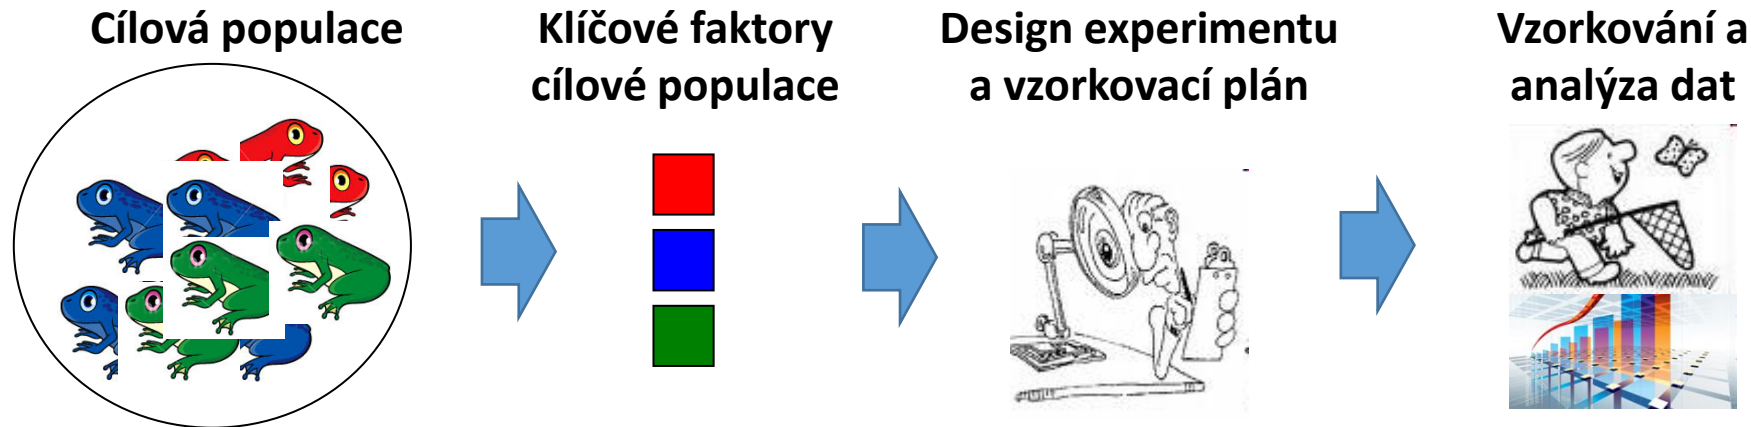 Cílová populace
Klíčové faktory
cílové populace
Design experimentu
a vzorkovací plán
Vzorkování a
analýza dat